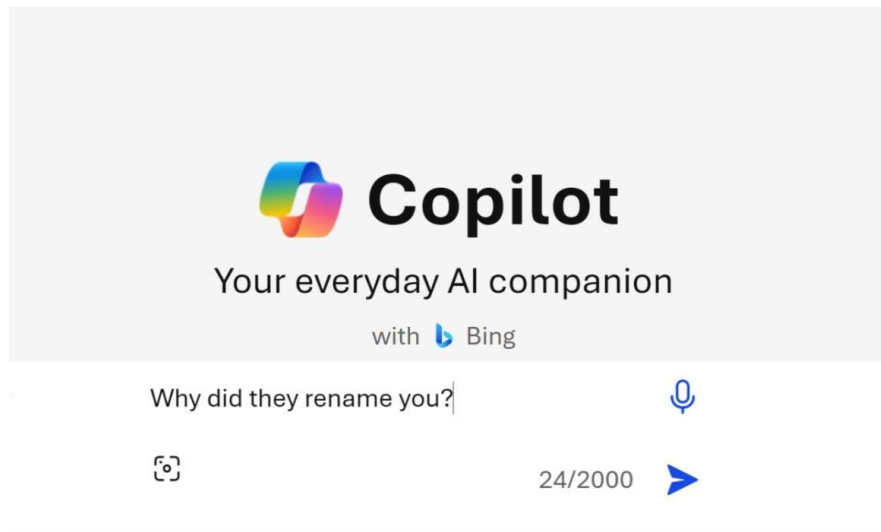 Copilot
Your everyday AI companion
with Bing
Why did they rename you?
24/2000